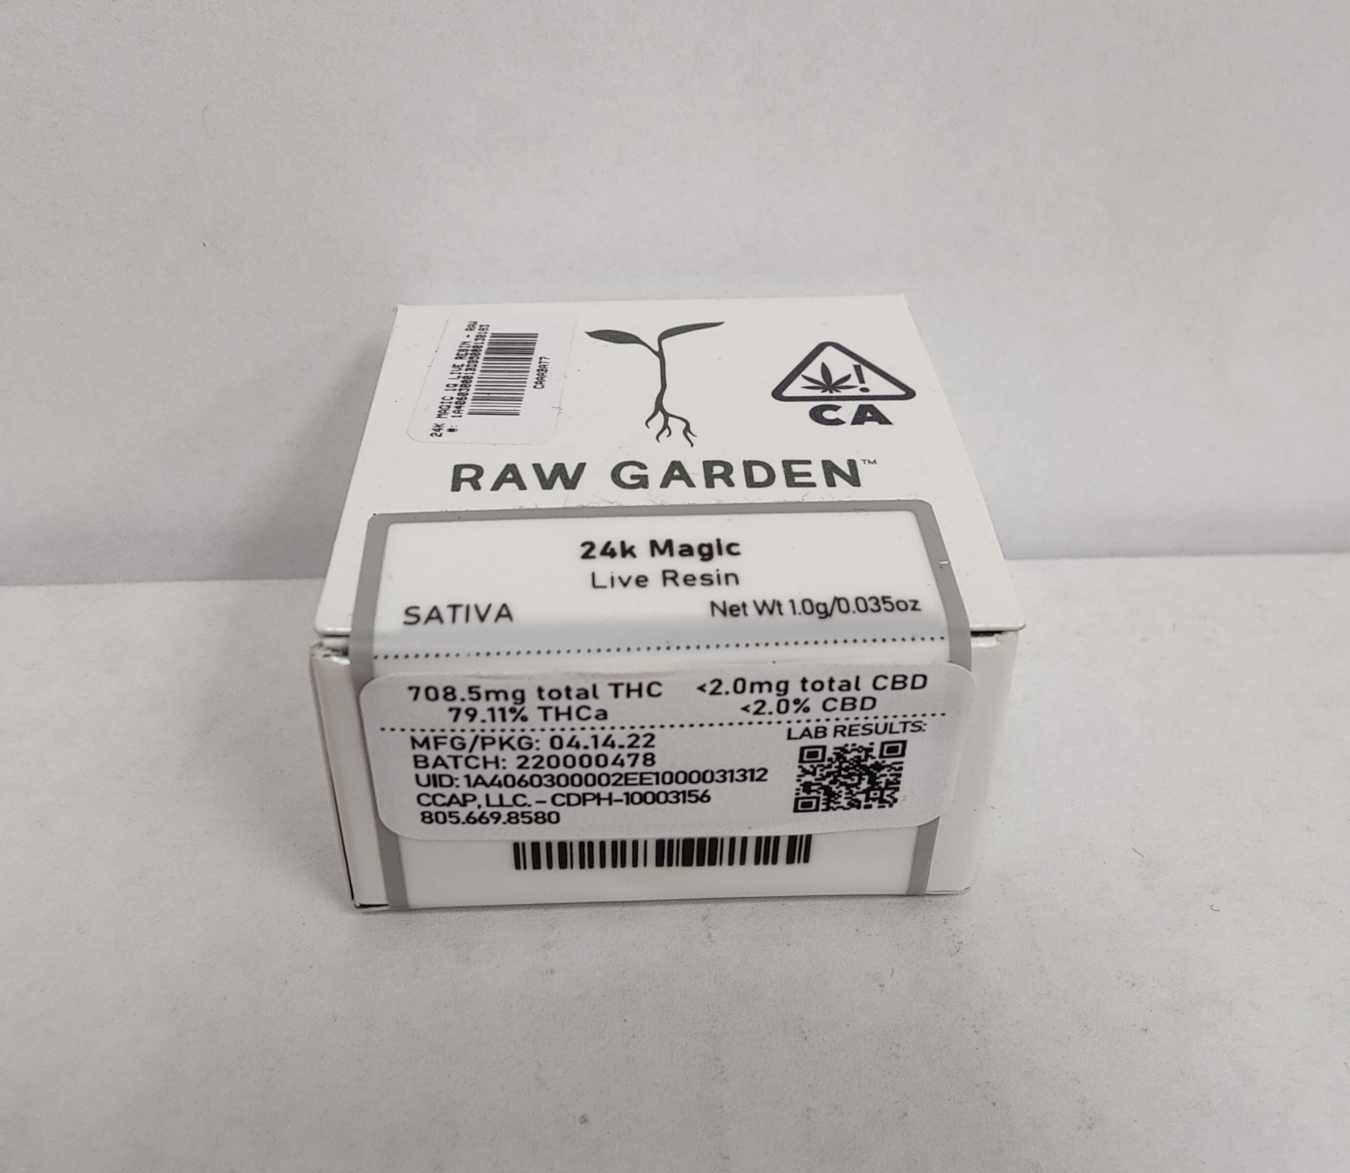 24K MAGIC 1G LIVE RESIN - RAW
CAAABAT7
CA
RAW GARDEN™
24k Magic
Live Resin
SATIVA
Net Wt 1.0g/0.035oz
708.5mg total THC
<2.0mg total CBD
79.11% THCa
<2.0% CBD
MFG/PKG: 04.14.22
LAB RESULTS:
BATCH: 220000478
UID: 1A4060300002EE1000031312
CCAP, LLC. - CDPH-10003156
805.669.8580